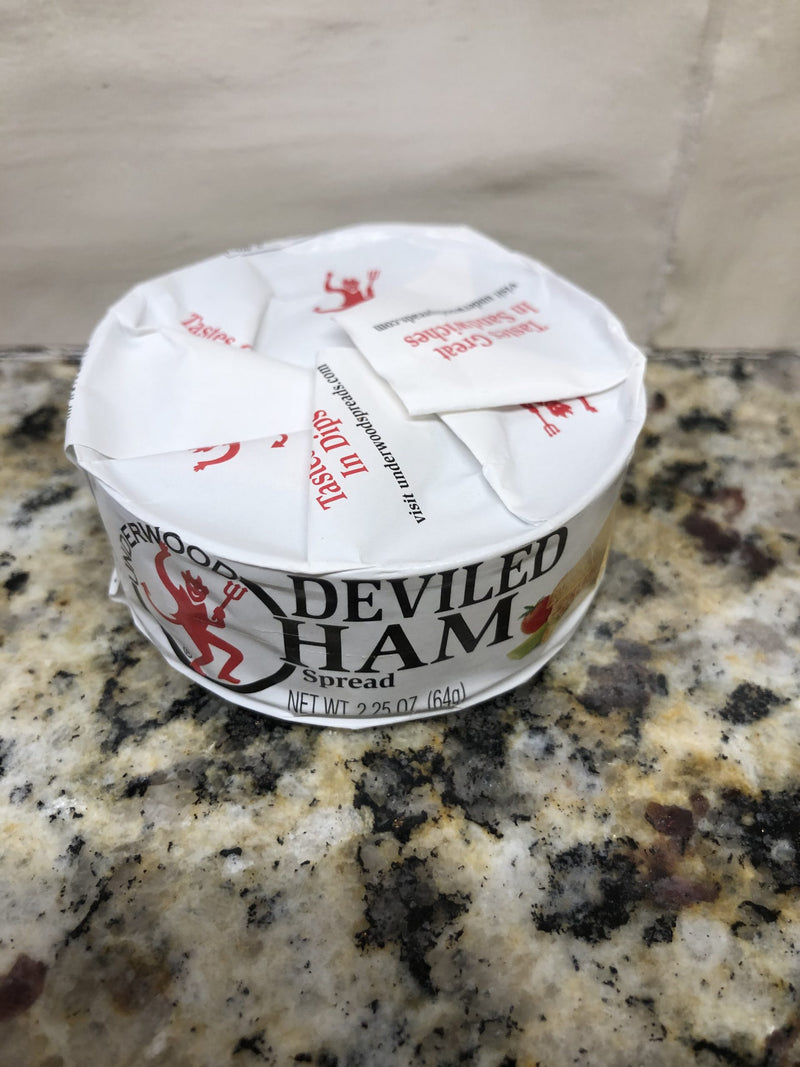 visit underwoodspreads.com
Tastes Great
In Sandwiches
Tastes
visit underwoodspreads.com
Tastes
In Dips
UNDERWOOD
®
DEVILED
HAM
Spread
NET WT. 2.25 OZ. (64g)